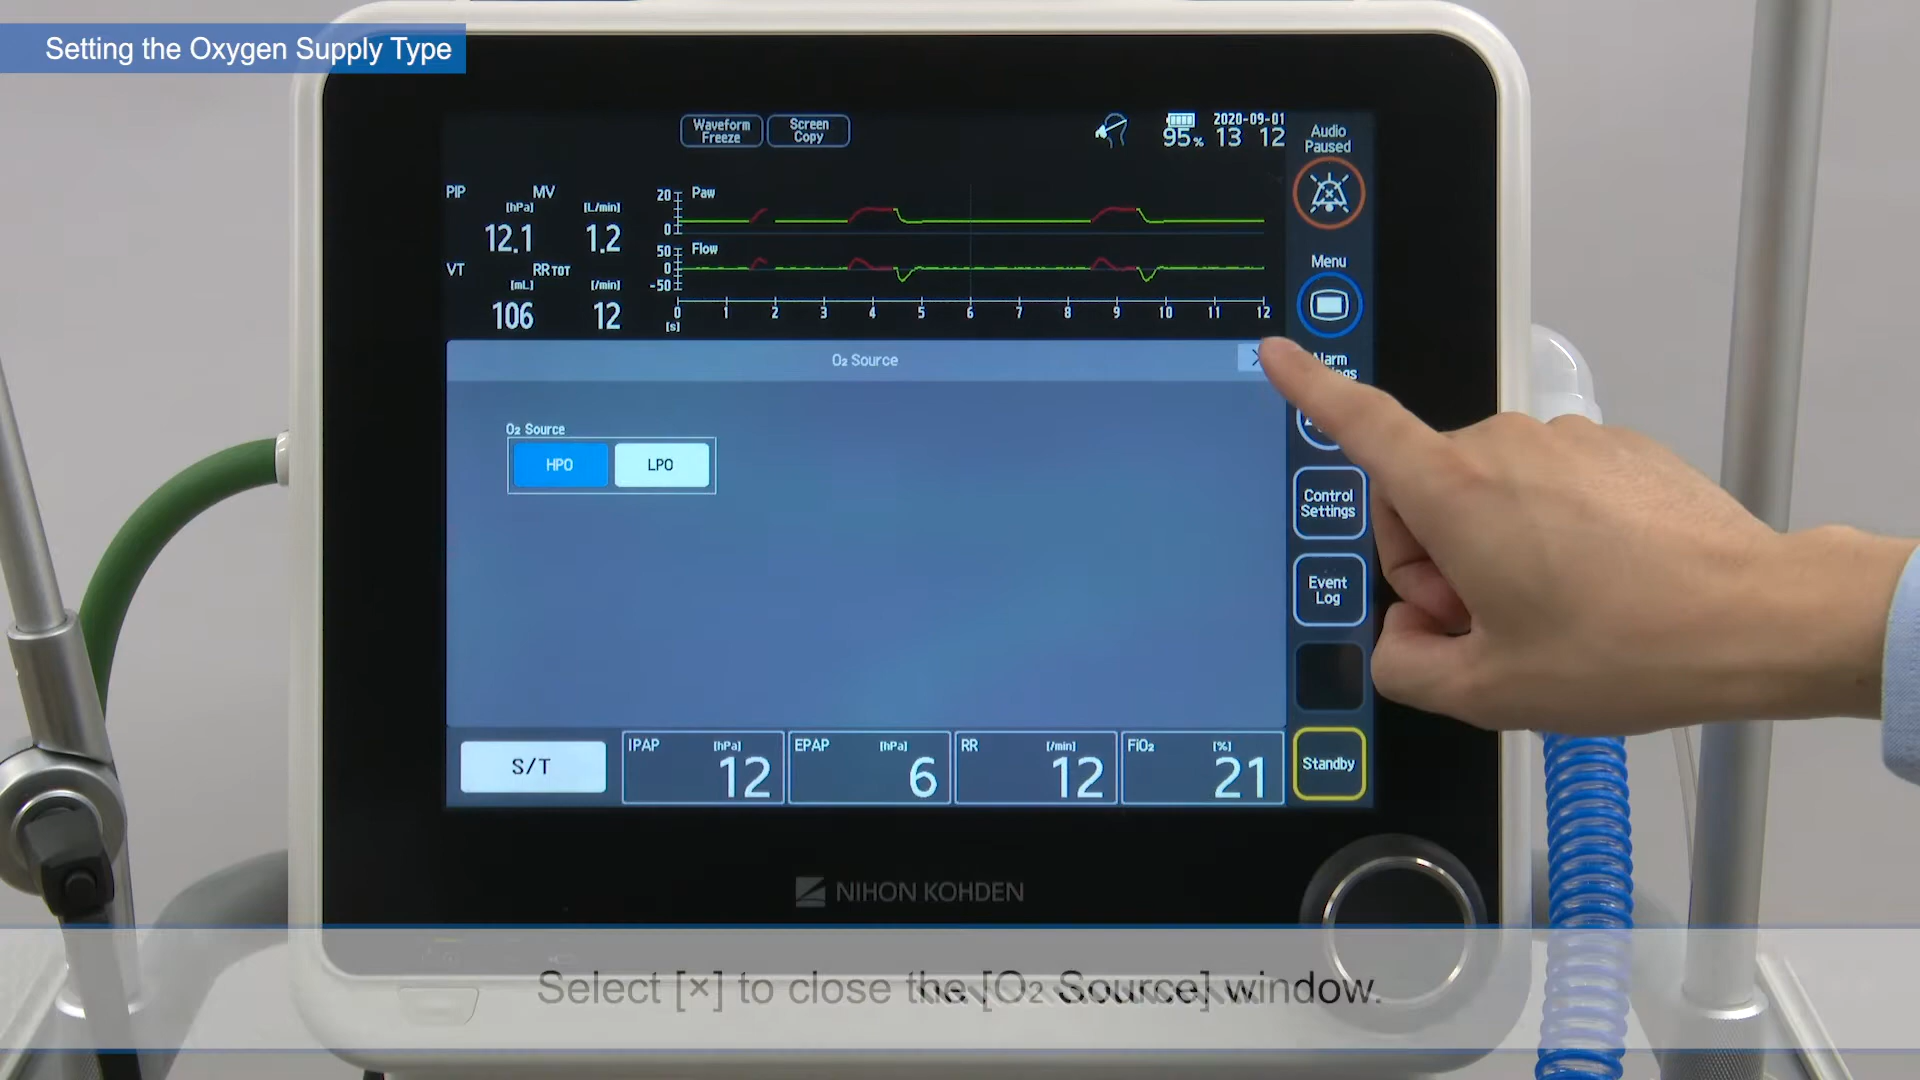 Setting the Oxygen Supply Type
Waveform
Freeze
Screen
Copy
95%
2020-09-01
13 12
Audio
Paused
PIP
[hPa]
12.1
MV
[L/min]
1.2
VT
[mL]
106
RR TOT
[/min]
12
20
0
Paw
50
0
-50
Flow
0 1 2 3 4 5 6 7 8 9 10 11 12
[s]
Menu
O₂ Source
×
O₂ Source
HPO
LPO
Control
Settings
Event
Log
Standby
S/T
IPAP [hPa]
12
EPAP [hPa]
6
RR [/min]
12
FiO₂ [%]
21
NIHON KOHDEN
Select [×] to close the [O₂ Source] window.